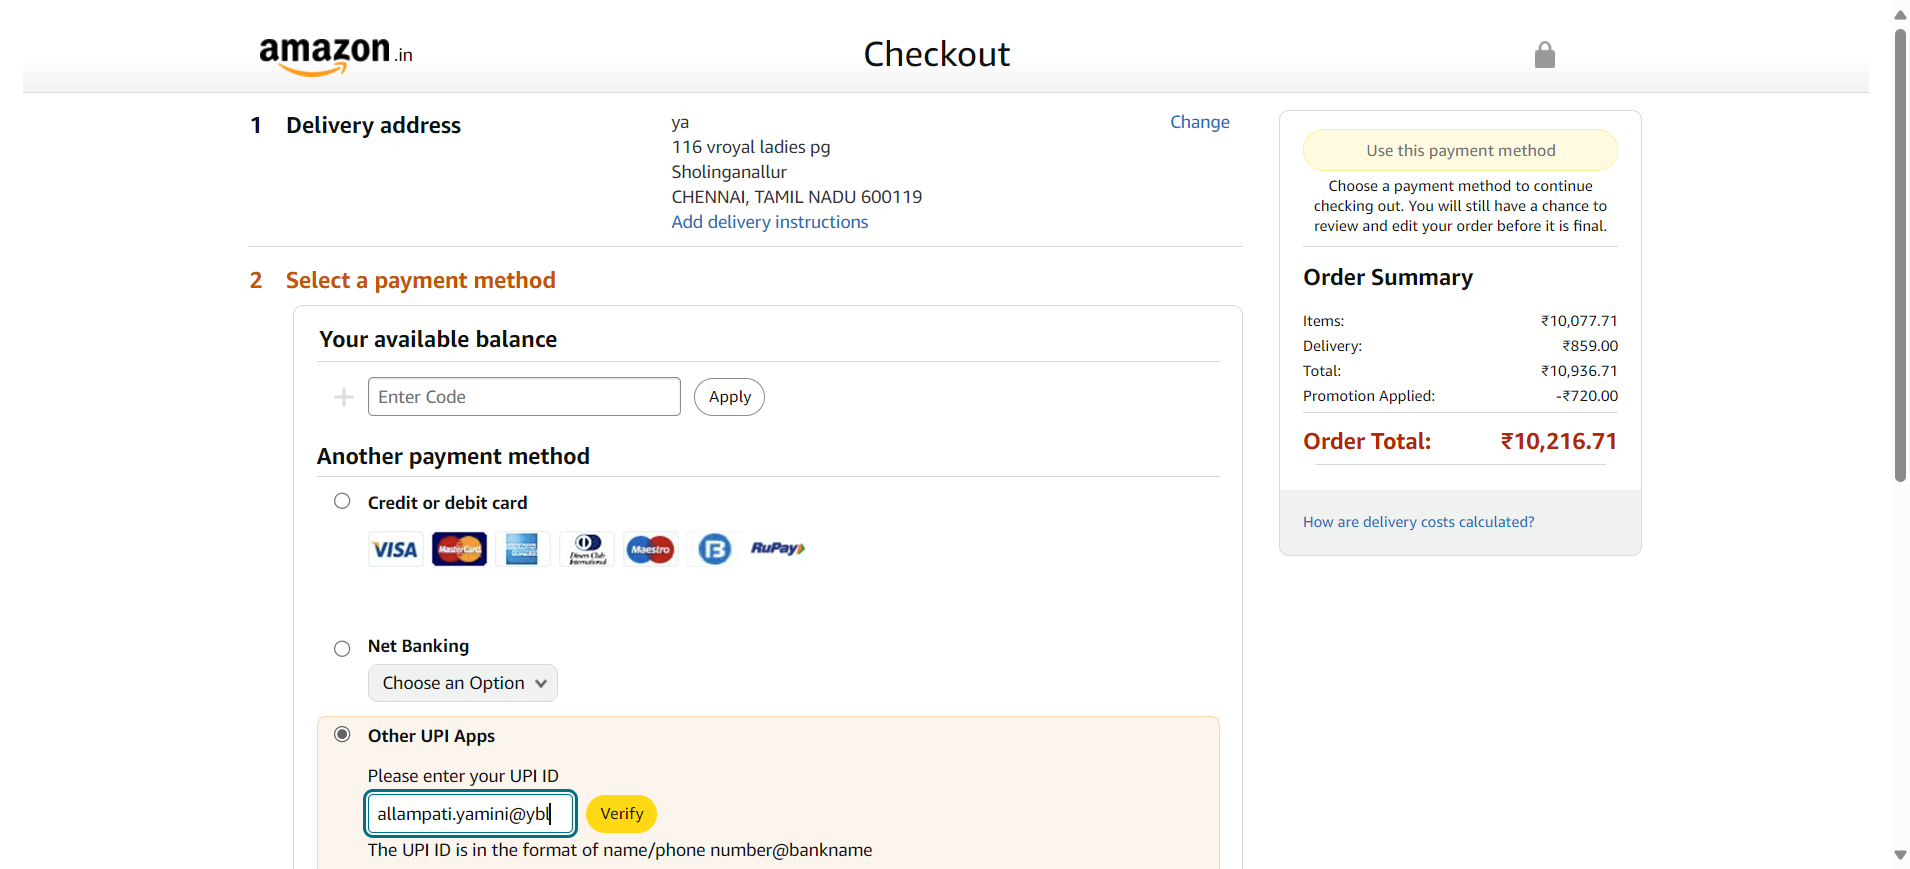 amazon.in
Checkout
1 Delivery address
ya
116 vroyal ladies pg
Sholinganallur
CHENNAI, TAMIL NADU 600119
Add delivery instructions
Change
2 Select a payment method
Your available balance
Enter Code
Apply
Another payment method
Credit or debit card
VISA
MasterCard
AMERICAN EXPRESS
Diners Club International
Maestro
B
RuPay
Net Banking
Choose an Option
Other UPI Apps
Please enter your UPI ID
allampati.yamini@ybl
Verify
The UPI ID is in the format of name/phone number@bankname
Use this payment method
Choose a payment method to continue
checking out. You will still have a chance to
review and edit your order before it is final.
Order Summary
Items: ₹10,077.71
Delivery: ₹859.00
Total: ₹10,936.71
Promotion Applied: -₹720.00
Order Total: ₹10,216.71
How are delivery costs calculated?